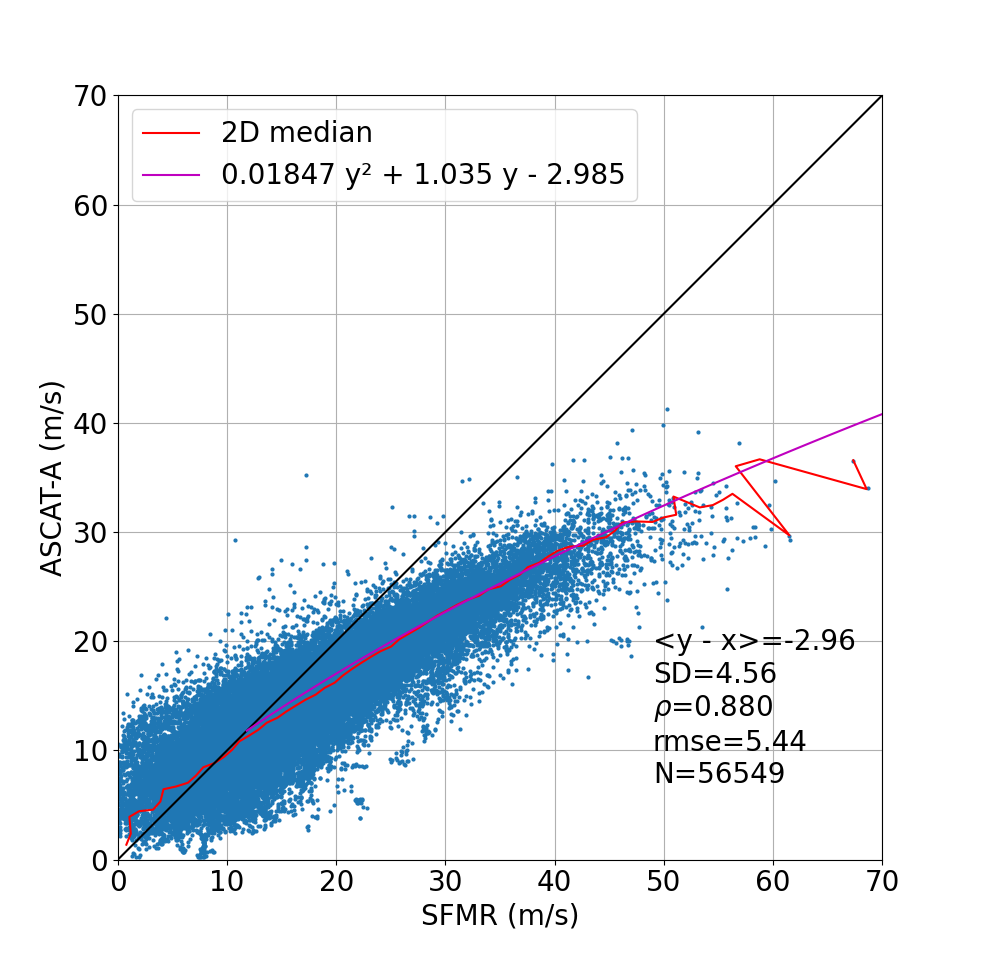 70
60
50
40
30
20
10
0
ASCAT-A (m/s)
2D median
0.01847 y² + 1.035 y - 2.985
<y - x>=-2.96
SD=4.56
ρ=0.880
rmse=5.44
N=56549
0 10 20 30 40 50 60 70
SFMR (m/s)